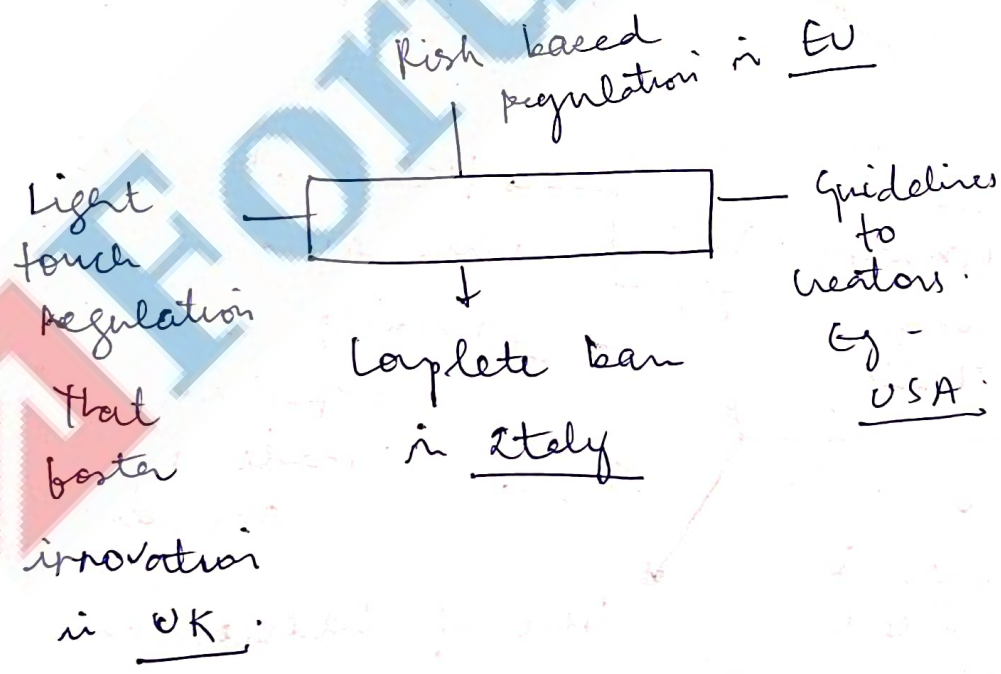 Risk based
regulation in EU
Light
touch
regulation
that
foster
innovation
in UK.
Guidelines
to
creators.
Eg -
USA.
Complete ban
in Italy